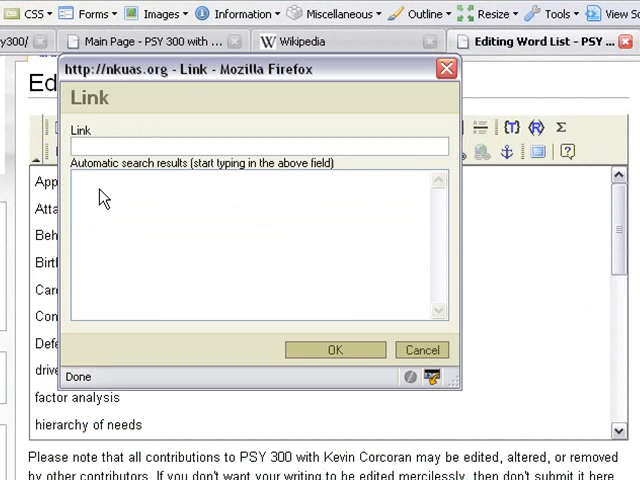 CSS Forms Images Information Miscellaneous Outline Resize Tools View So
y300/ Main Page - PSY 300 with ... Wikipedia Editing Word List - PSY ...
http://nkuas.org - Link - Mozilla Firefox
Ed
Link
Link
Automatic search results (start typing in the above field)
App
Atta
Beh
Birt
Car
Con
Defe
OK Cancel
drive
Done
factor analysis
hierarchy of needs
Please note that all contributions to PSY 300 with Kevin Corcoran may be edited, altered, or removed
by other contributors. If you don't want your writing to be edited mercilessly, then don't submit it here